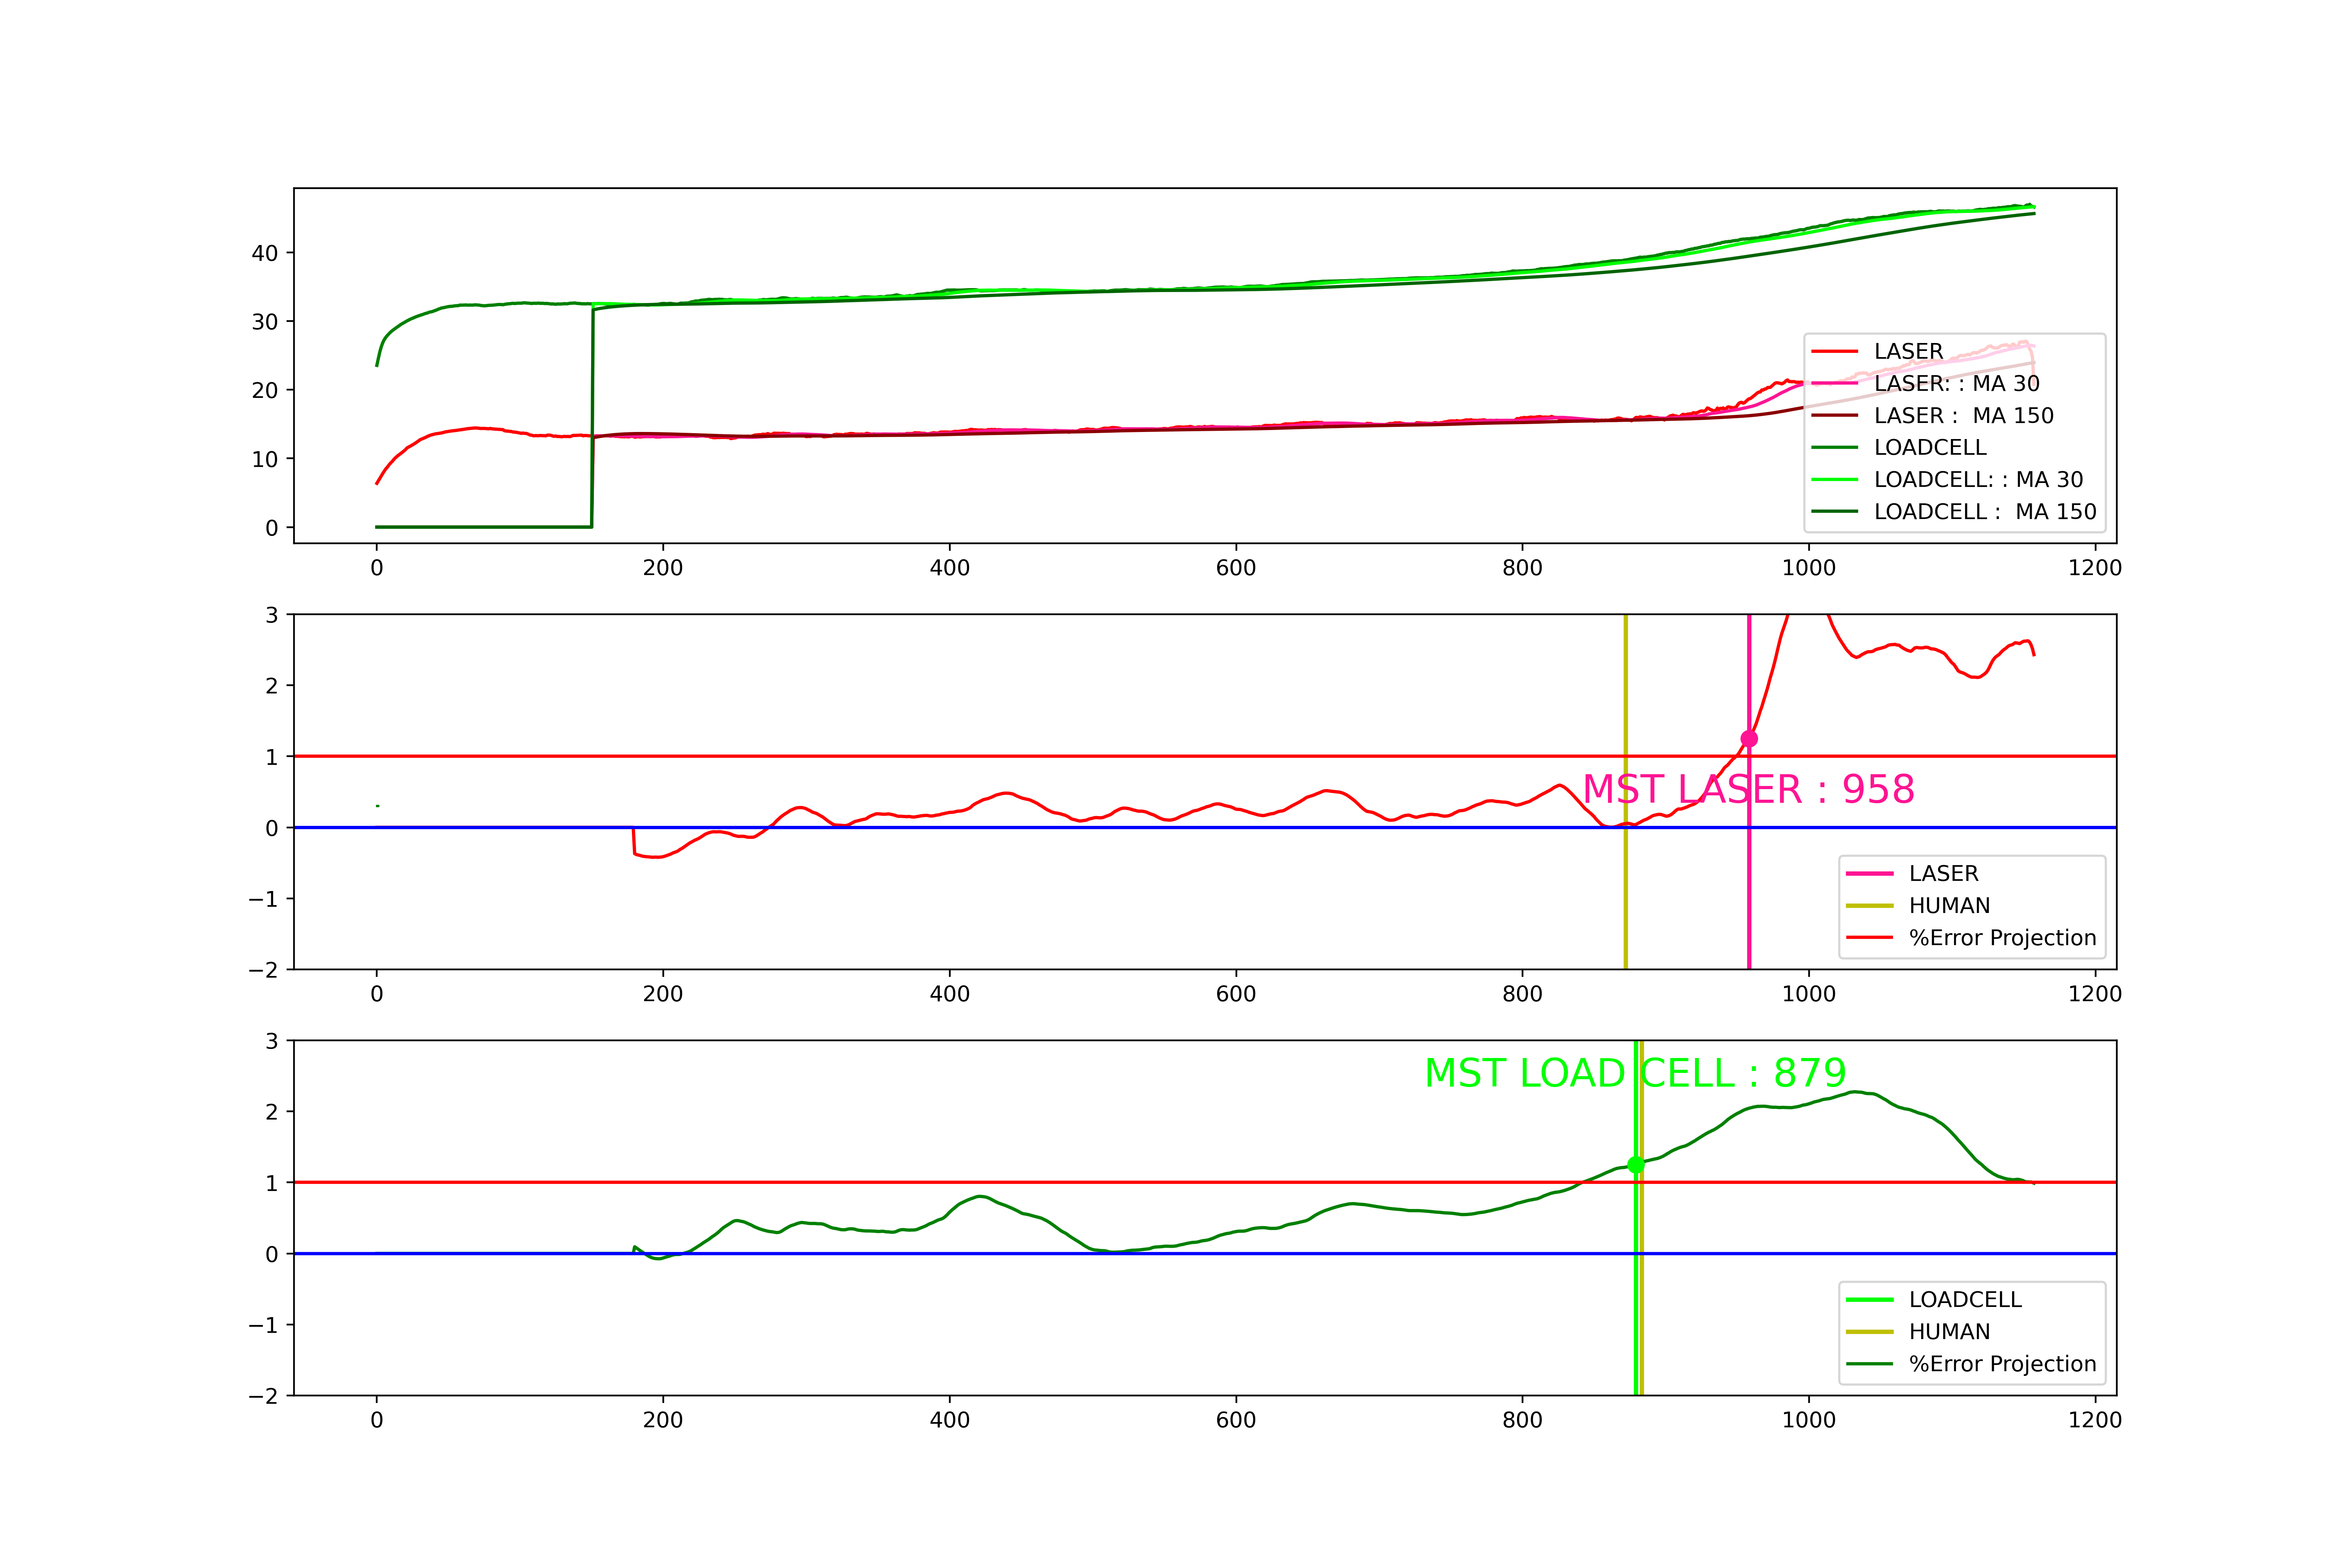 40
30
20
10
0
LASER
LASER: : MA 30
LASER :  MA 150
LOADCELL
LOADCELL: : MA 30
LOADCELL :  MA 150
0 200 400 600 800 1000 1200
3
2
1
0
−1
−2
MST LASER : 958
LASER
HUMAN
%Error Projection
0 200 400 600 800 1000 1200
3
2
1
0
−1
−2
MST LOAD CELL : 879
LOADCELL
HUMAN
%Error Projection
0 200 400 600 800 1000 1200